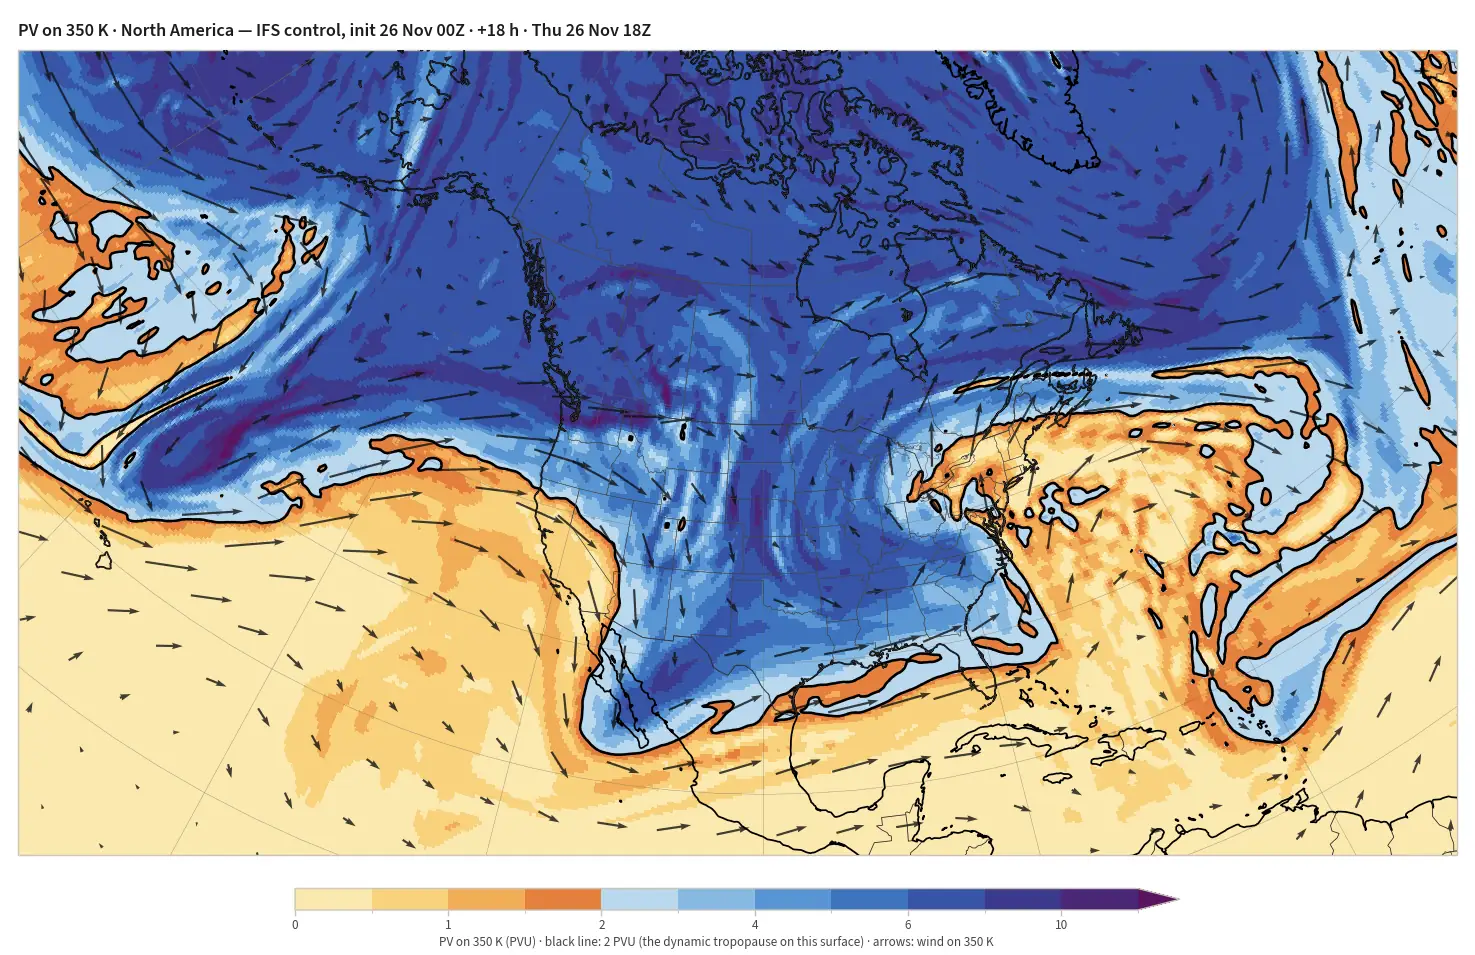 PV on 350 K · North America — IFS control, init 26 Nov 00Z · +18 h · Thu 26 Nov 18Z
0 1 2 4 6 10
PV on 350 K (PVU) · black line: 2 PVU (the dynamic tropopause on this surface) · arrows: wind on 350 K